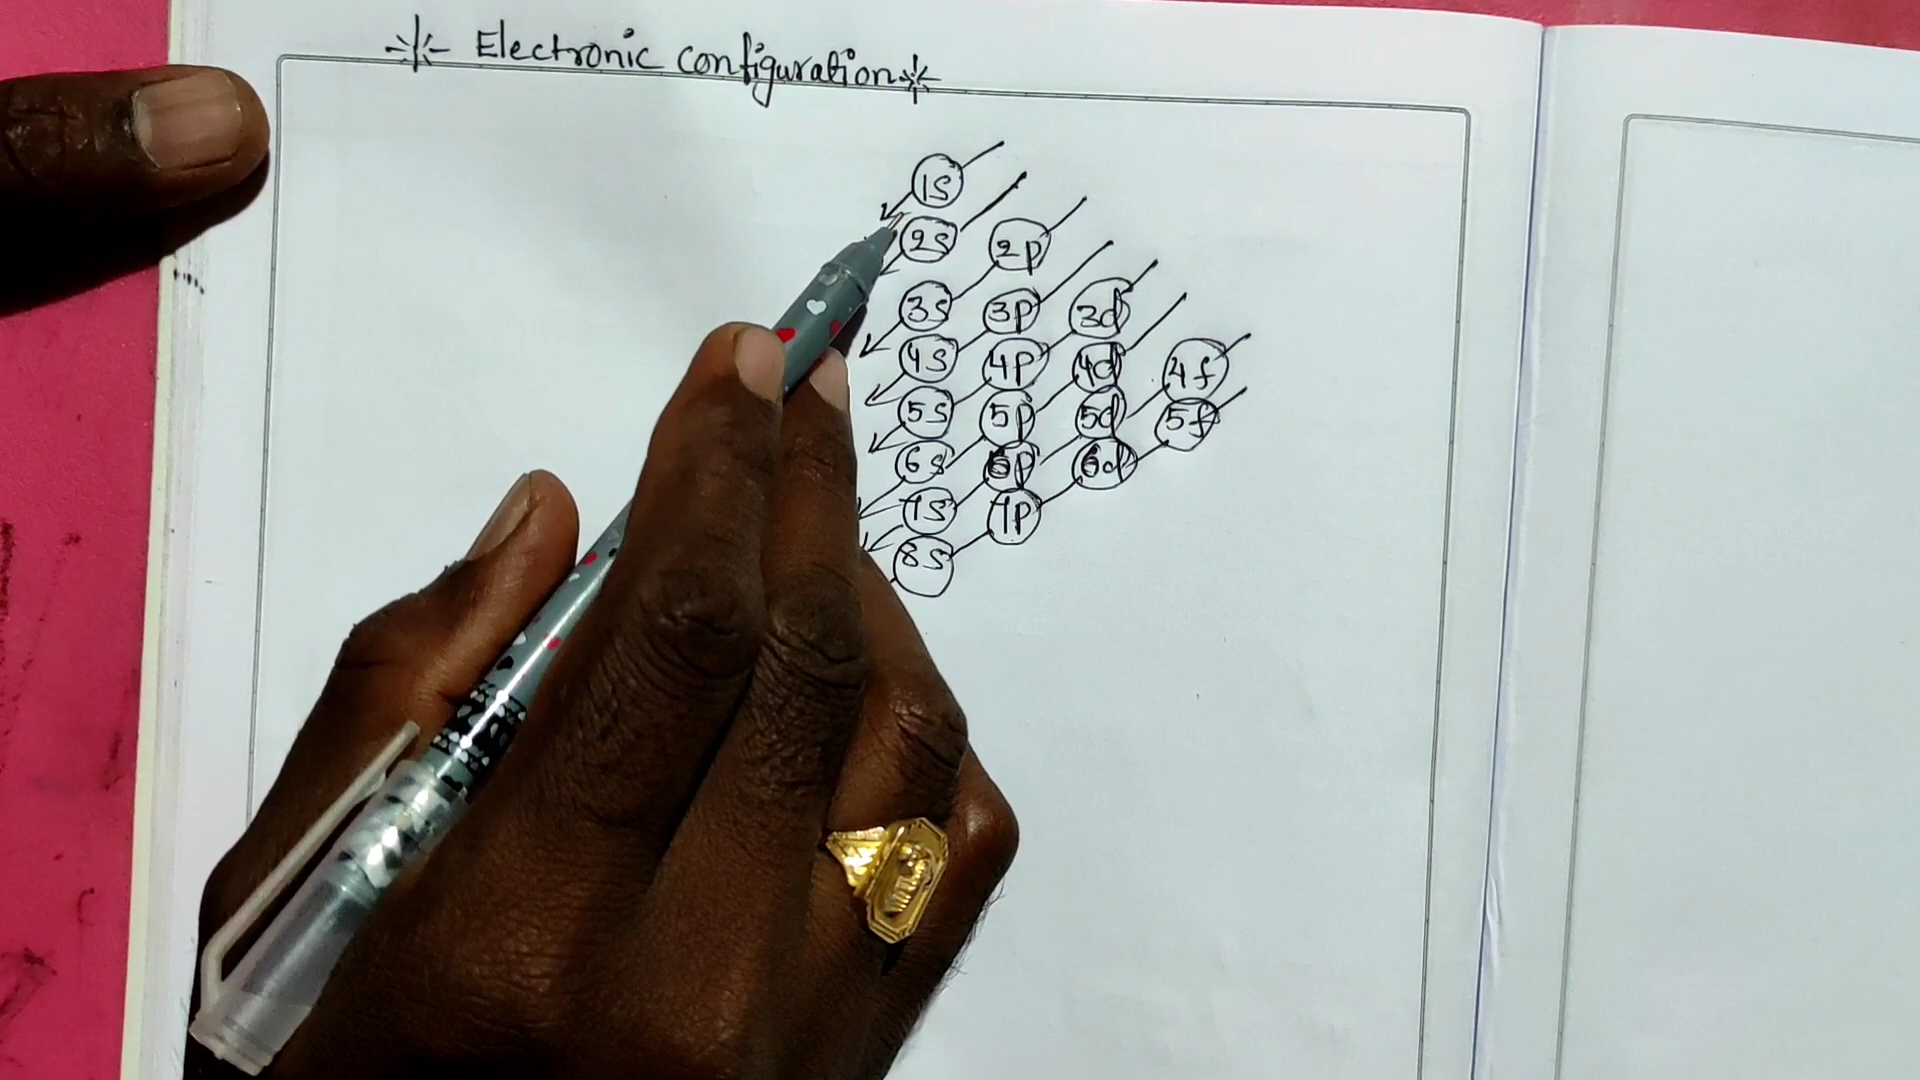 Electronic configuration
1s
2s 2p
3s 3p 3d
4s 4p 4d 4f
5s 5p 5d 5f
6s 6p 6d
7s 7p
8s